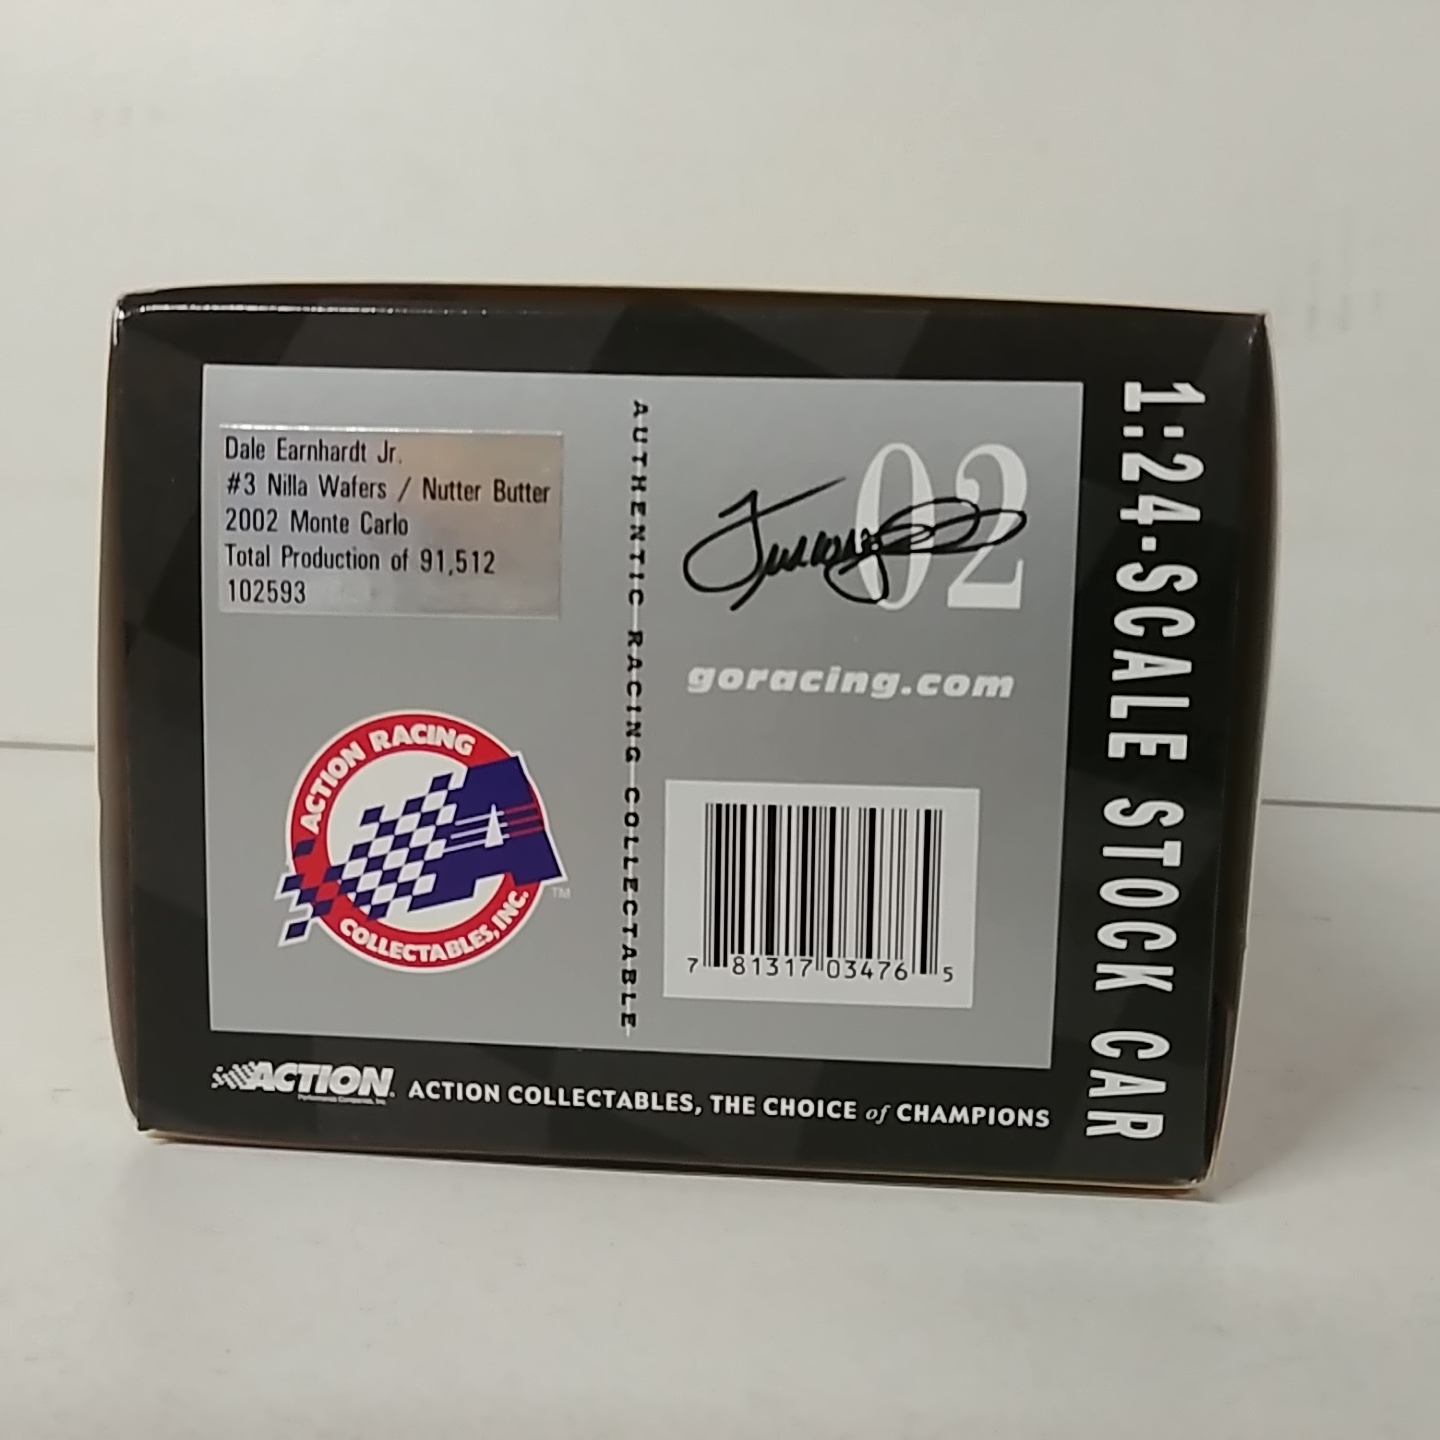 Dale Earnhardt Jr.
#3 Nilla Wafers / Nutter Butter
2002 Monte Carlo
Total Production of 91,512
102593
ACTION RACING
COLLECTABLES, INC.
TM
AUTHENTIC RACING COLLECTABLE
02
goracing.com
7 81317 03476 5
1:24-SCALE STOCK CAR
ACTION
ACTION COLLECTABLES, THE CHOICE of CHAMPIONS